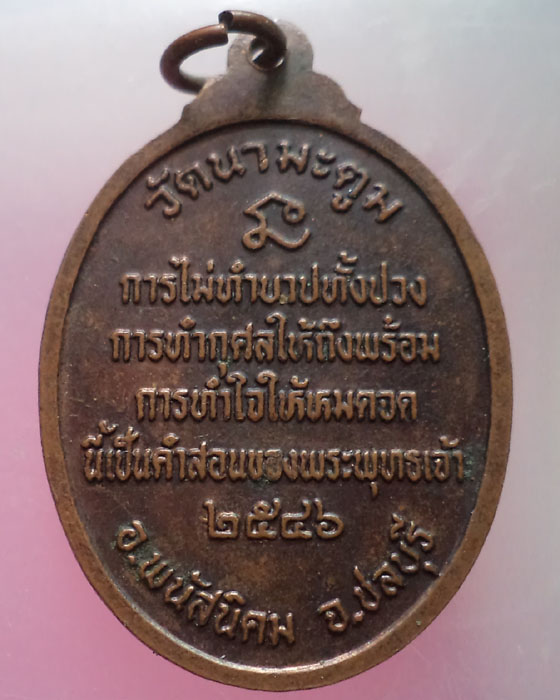 วัดนามะตูม
การไม่ทำบาปทั้งปวง
การทำกุศลให้ถึงพร้อม
การทำใจให้หมดจด
นี้เป็นคำสอนของพระพุทธเจ้า
๒๕๔๖
อ.พนัสนิคม จ.ชลบุรี